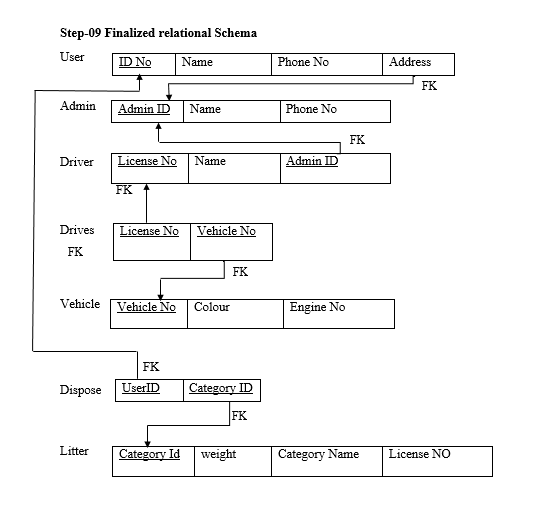 Step-09 Finalized relational Schema
User ID No Name Phone No Address
FK
Admin Admin ID Name Phone No
FK
Driver License No Name Admin ID
FK
Drives License No Vehicle No
FK
FK
Vehicle Vehicle No Colour Engine No
FK
Dispose UserID Category ID
FK
Litter Category Id weight Category Name License NO